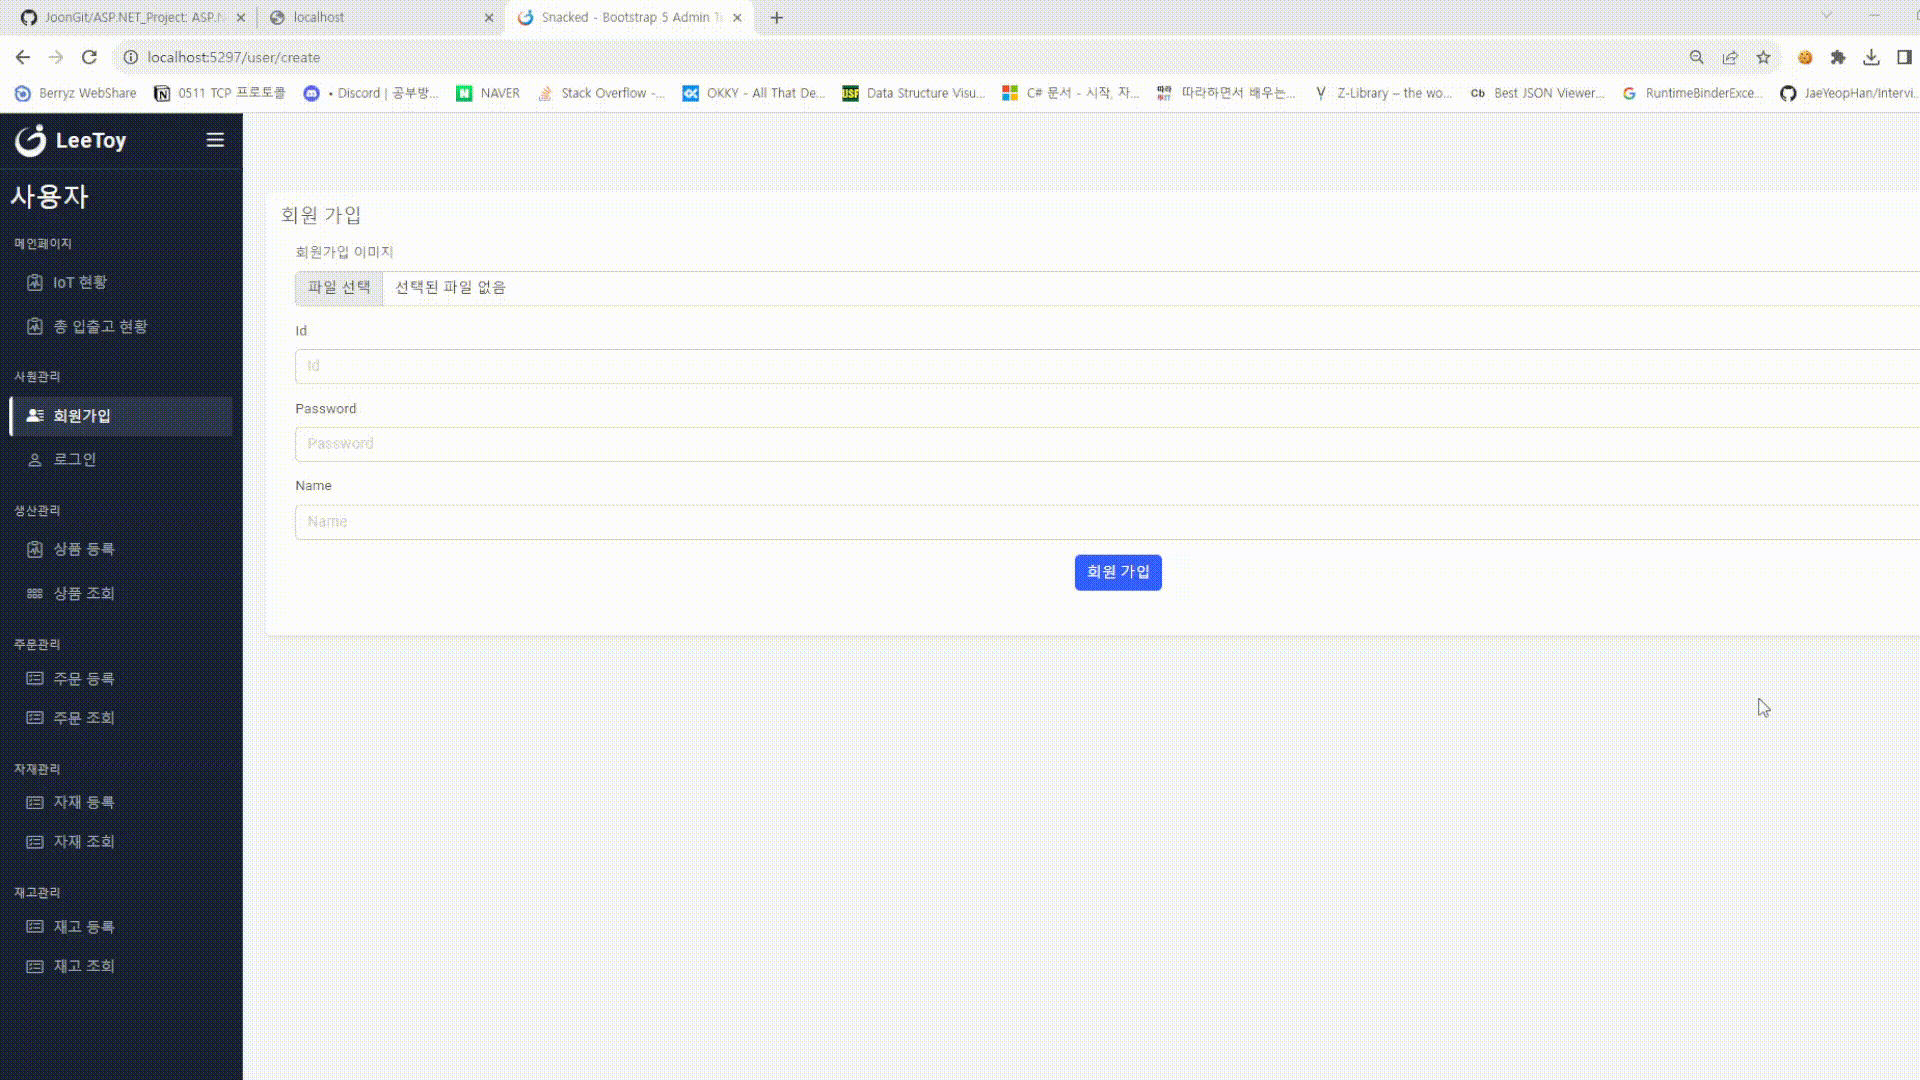 JoonGit/ASP.NET_Project: ASP.N
localhost
Snacked - Bootstrap 5 Admin T
localhost:5297/user/create
Berryz WebShare
0511 TCP 프로토콜
• Discord | 공부방...
NAVER
Stack Overflow -...
OKKY - All That De...
Data Structure Visu...
C# 문서 - 시작, 자...
따라하면서 배우는...
Z-Library – the wo...
Cb Best JSON Viewer...
RuntimeBinderExce...
JaeYeopHan/Intervi...
LeeToy
사용자
메인페이지
IoT 현황
총 입출고 현황
사원관리
회원가입
로그인
생산관리
상품 등록
상품 조회
주문관리
주문 등록
주문 조회
자재관리
자재 등록
자재 조회
재고관리
재고 등록
재고 조회
회원 가입
회원가입 이미지
파일 선택 선택된 파일 없음
Id
Id
Password
Password
Name
Name
회원 가입